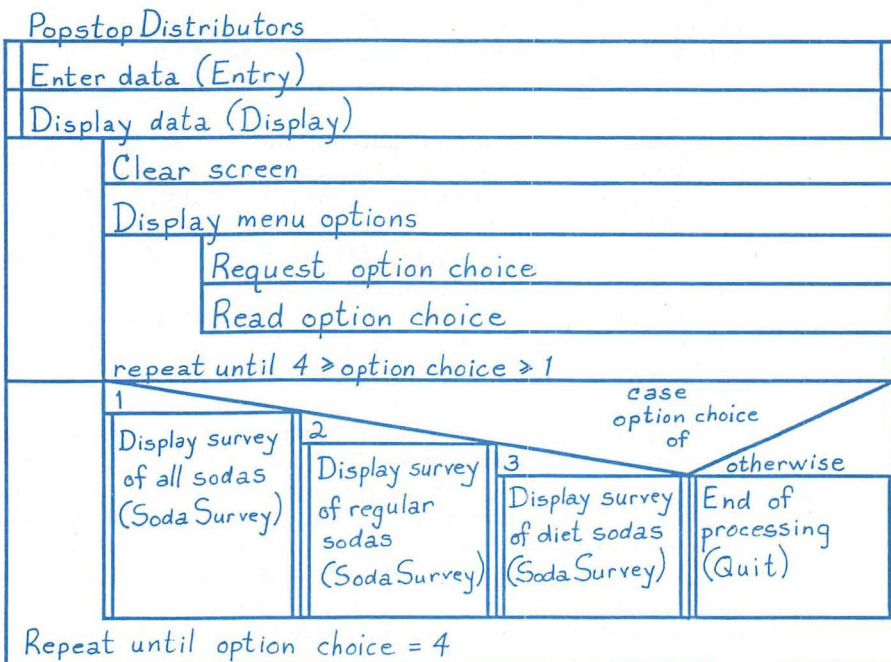 Popstop Distributors
Enter data (Entry)
Display data (Display)
Clear screen
Display menu options
Request option choice
Read option choice
repeat until 4 ⩾ option choice ⩾ 1
case
option choice
of
1
Display survey
of all sodas
(Soda Survey)
2
Display survey
of regular
sodas
(Soda Survey)
3
Display survey
of diet sodas
(Soda Survey)
otherwise
End of
processing
(Quit)
Repeat until option choice = 4